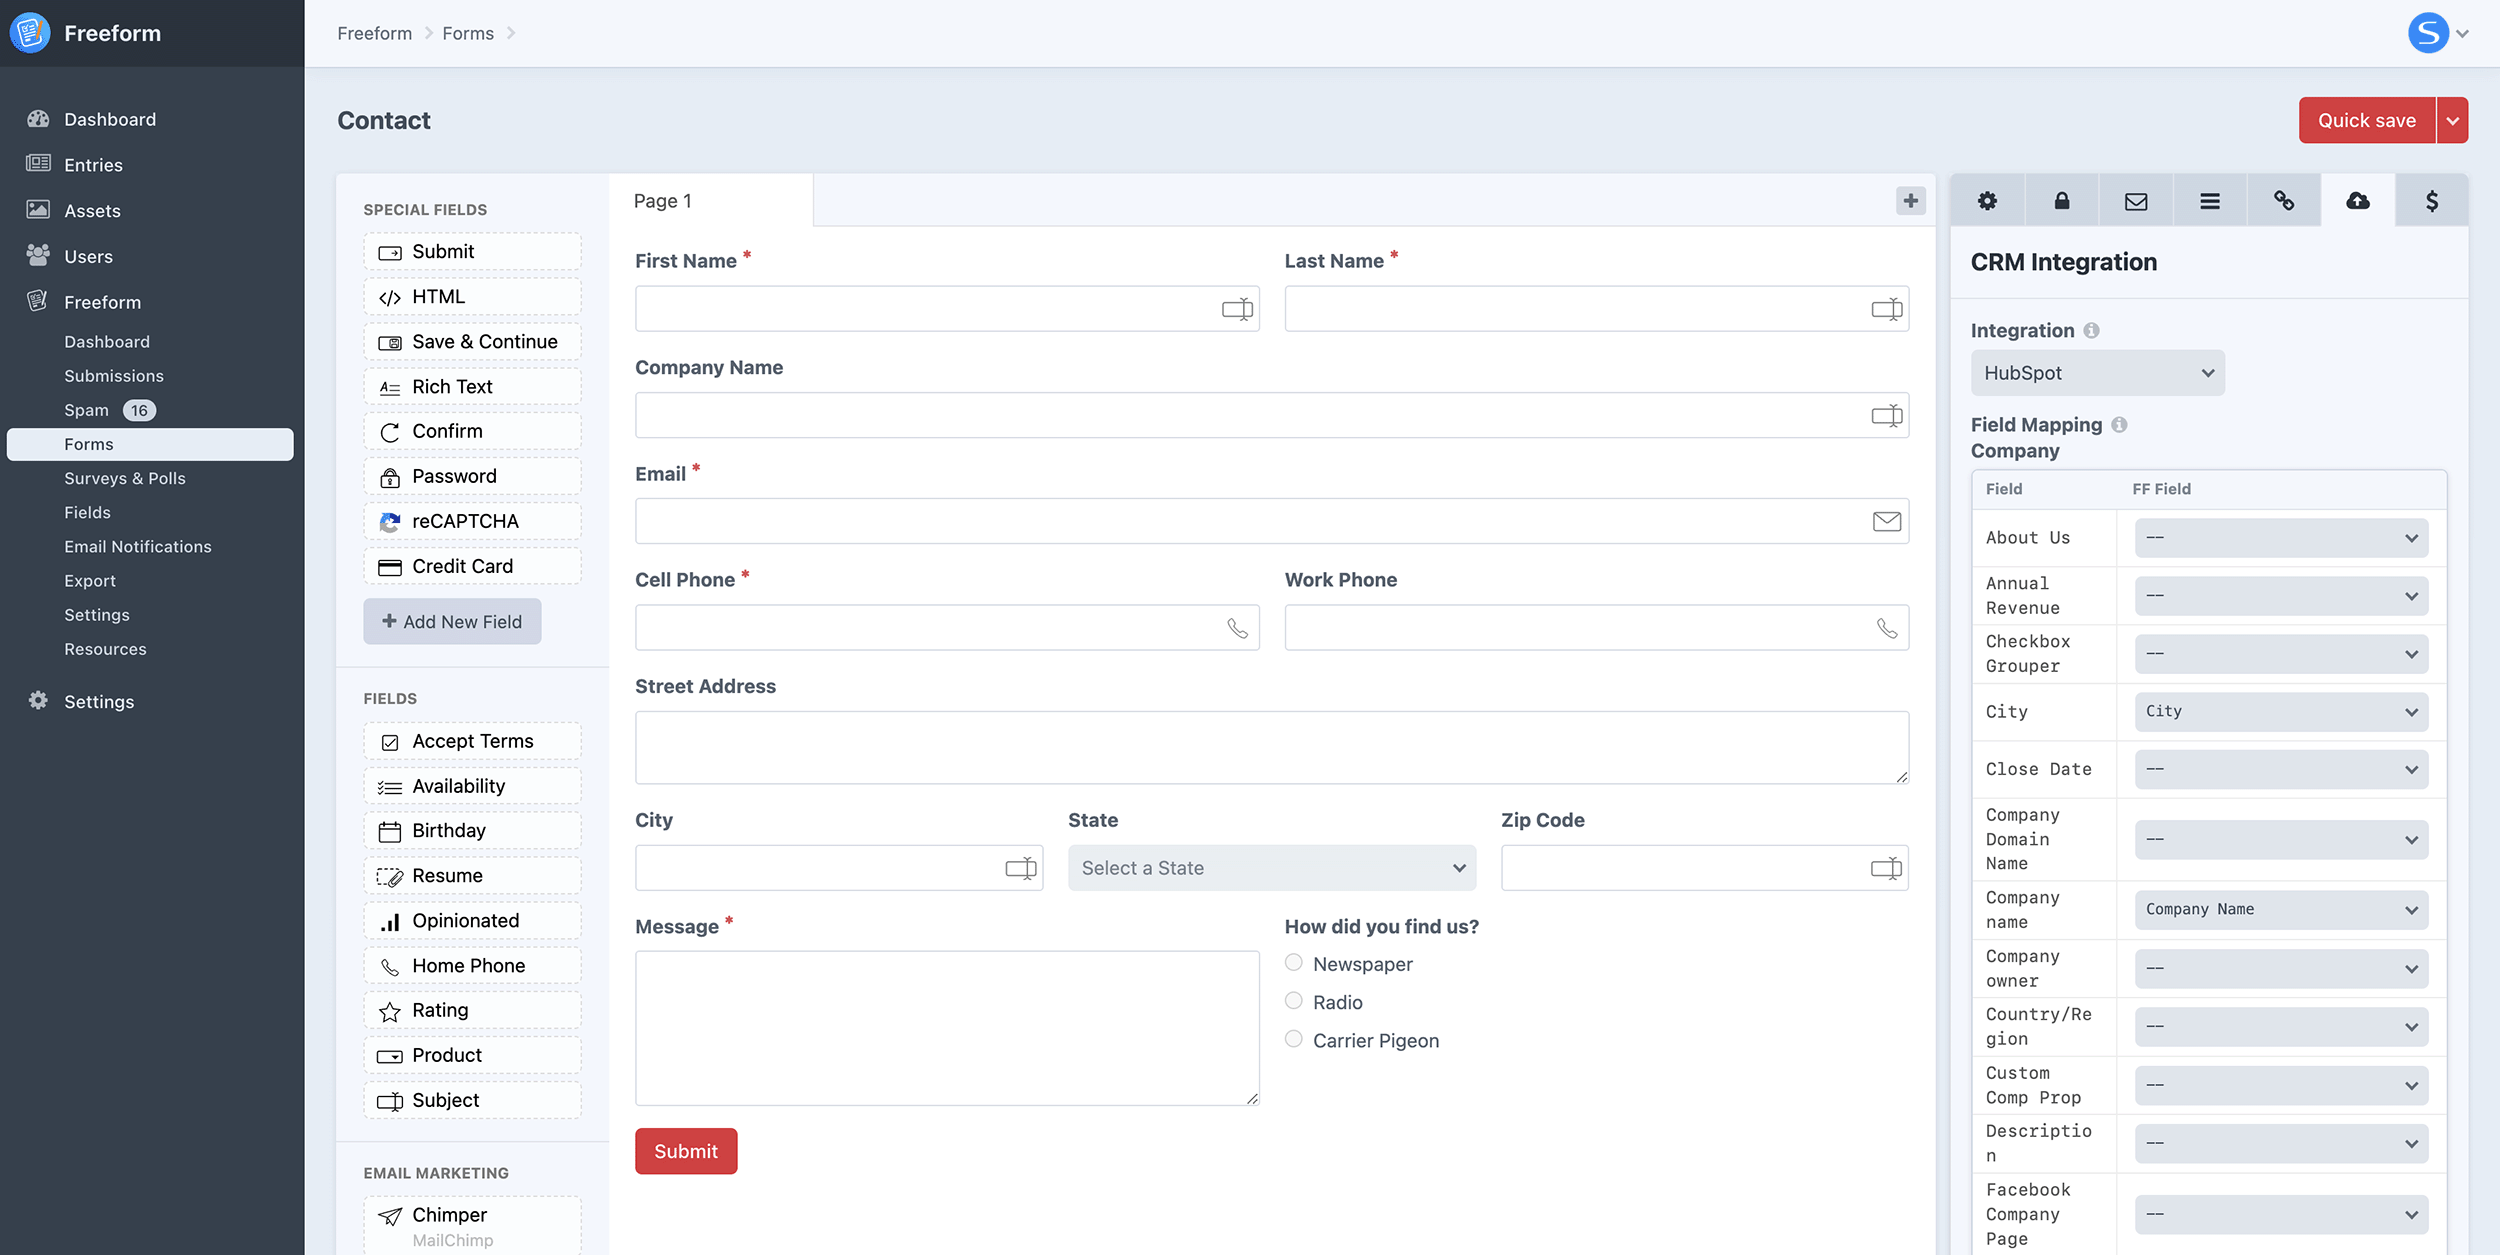 Freeform
Freeform
Forms
S
Dashboard
Entries
Assets
Users
Freeform
Dashboard
Submissions
Spam 16
Forms
Surveys & Polls
Fields
Email Notifications
Export
Settings
Resources
Settings
Contact
Quick save
SPECIAL FIELDS
Submit
HTML
Save & Continue
Rich Text
Confirm
Password
reCAPTCHA
Credit Card
+ Add New Field
FIELDS
Accept Terms
Availability
Birthday
Resume
Opinionated
Home Phone
Rating
Product
Subject
EMAIL MARKETING
Chimper
MailChimp
Page 1
+
First Name *
Last Name *
Company Name
Email *
Cell Phone *
Work Phone
Street Address
City
State
Zip Code
Select a State
Message *
How did you find us?
Newspaper
Radio
Carrier Pigeon
Submit
$
CRM Integration
Integration
HubSpot
Field Mapping
Company
Field FF Field
About Us --
Annual
Revenue --
Checkbox
Grouper --
City City
Close Date --
Company
Domain --
Name
Company
name Company Name
Company
owner --
Country/Re
gion --
Custom
Comp Prop --
Descriptio
n --
Facebook
Company --
Page